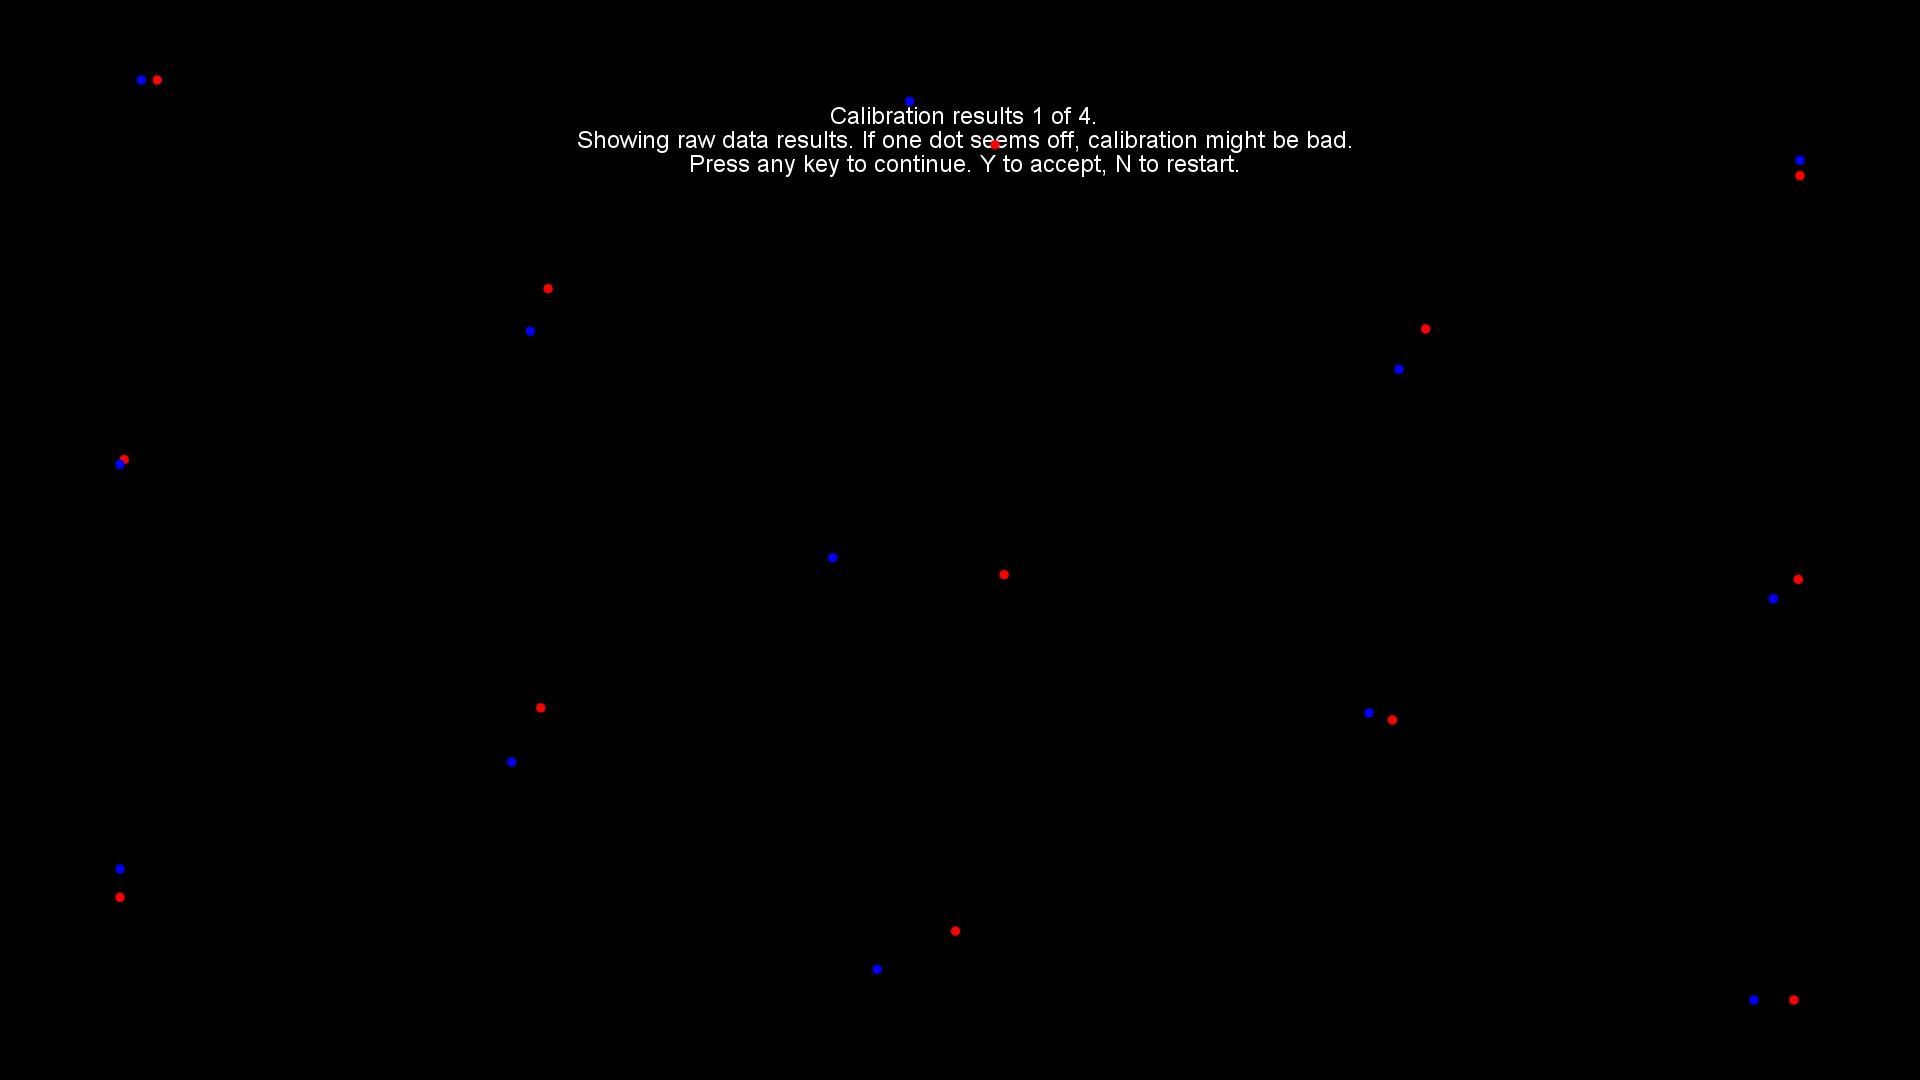 Calibration results 1 of 4.
Showing raw data results. If one dot seems off, calibration might be bad.
Press any key to continue. Y to accept, N to restart.